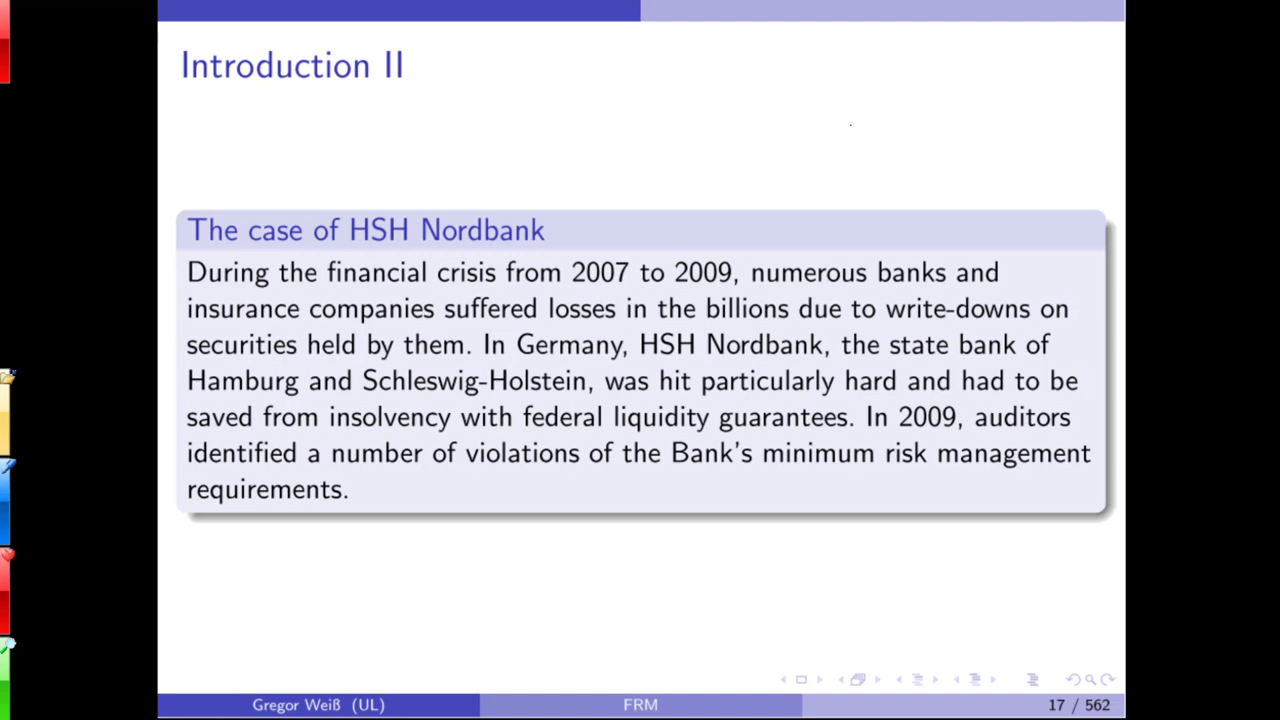 Introduction II
The case of HSH Nordbank
During the financial crisis from 2007 to 2009, numerous banks and
insurance companies suffered losses in the billions due to write-downs on
securities held by them. In Germany, HSH Nordbank, the state bank of
Hamburg and Schleswig-Holstein, was hit particularly hard and had to be
saved from insolvency with federal liquidity guarantees. In 2009, auditors
identified a number of violations of the Bank's minimum risk management
requirements.
Gregor Weiß (UL) FRM 17 / 562